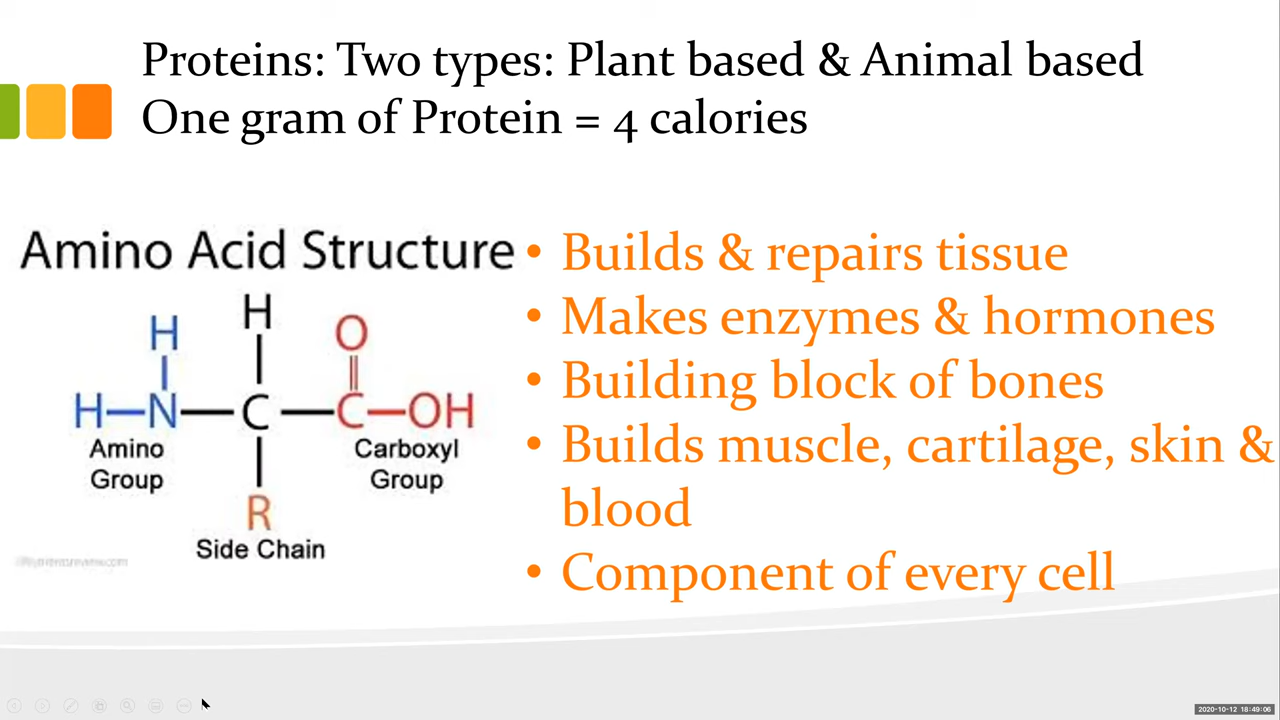 Proteins: Two types: Plant based & Animal based
One gram of Protein = 4 calories
Amino Acid Structure
H
H
O
H—N—C—C—OH
Amino
Group
Carboxyl
Group
R
Side Chain
• Builds & repairs tissue
• Makes enzymes & hormones
• Building block of bones
• Builds muscle, cartilage, skin &
blood
• Component of every cell
2020-10-12 18:49:06